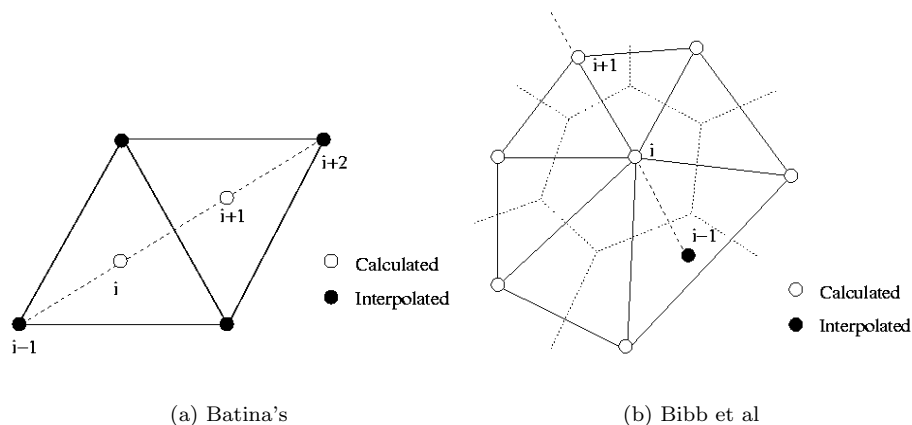 i+2
i+1
i
i−1
Calculated
Interpolated
(a) Batina's
i+1
i
i−1
Calculated
Interpolated
(b) Bibb et al